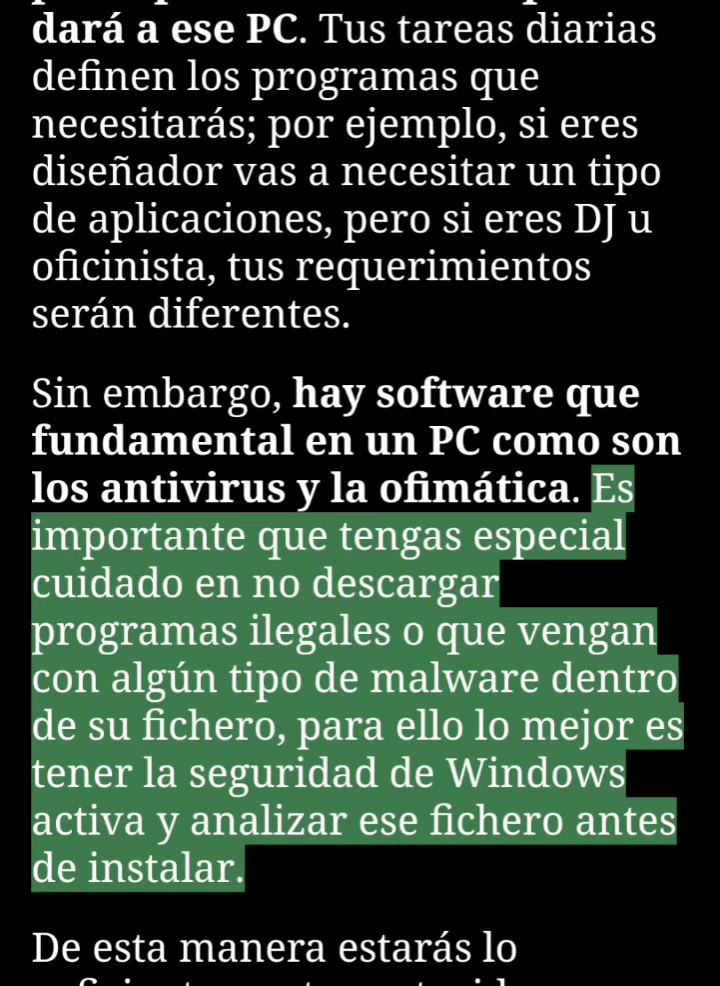 dará a ese PC. Tus tareas diarias
definen los programas que
necesitarás; por ejemplo, si eres
diseñador vas a necesitar un tipo
de aplicaciones, pero si eres DJ u
oficinista, tus requerimientos
serán diferentes.
Sin embargo, hay software que
fundamental en un PC como son
los antivirus y la ofimática. Es
importante que tengas especial
cuidado en no descargar
programas ilegales o que vengan
con algún tipo de malware dentro
de su fichero, para ello lo mejor es
tener la seguridad de Windows
activa y analizar ese fichero antes
de instalar.
De esta manera estarás lo